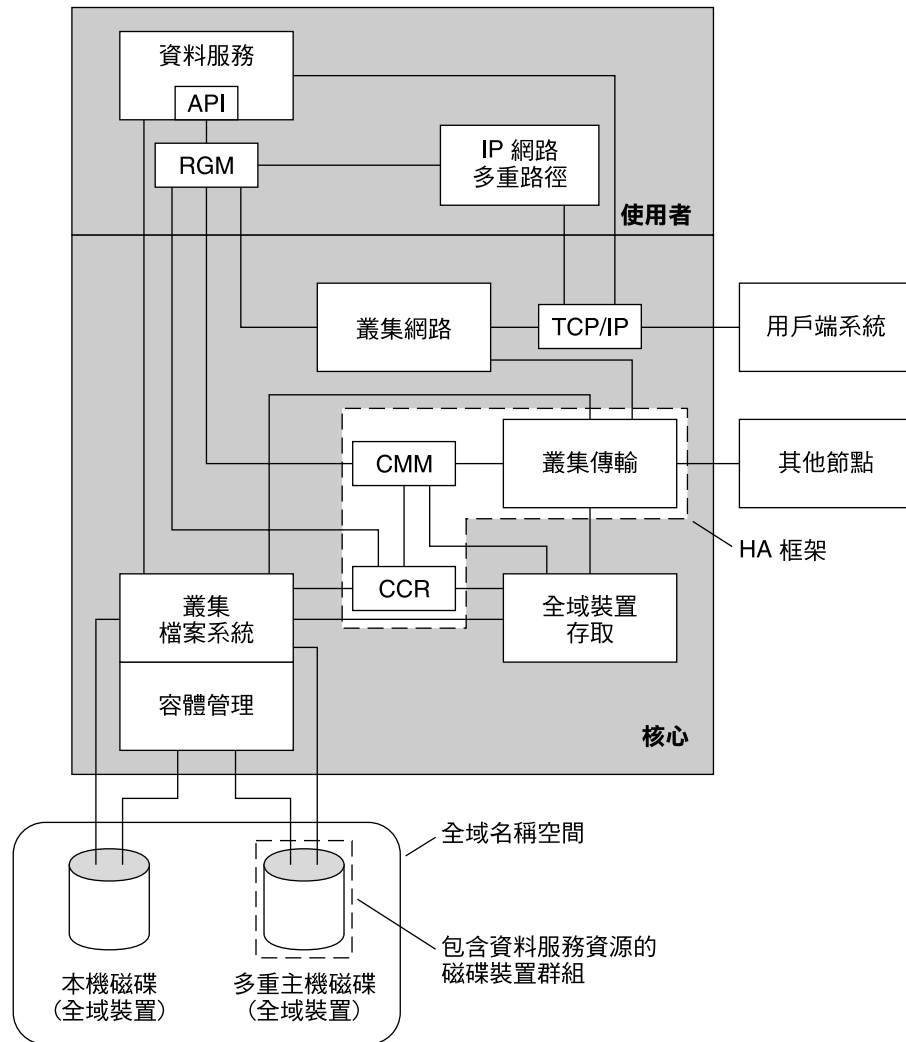 資料服務
API
RGM
IP 網路
多重路徑
使用者
叢集網路
TCP/IP
用戶端系統
CMM
叢集傳輸
其他節點
HA 框架
CCR
叢集
檔案系統
全域裝置
存取
容體管理
核心
全域名稱空間
包含資料服務資源的
磁碟裝置群組
本機磁碟
(全域裝置)
多重主機磁碟
(全域裝置)